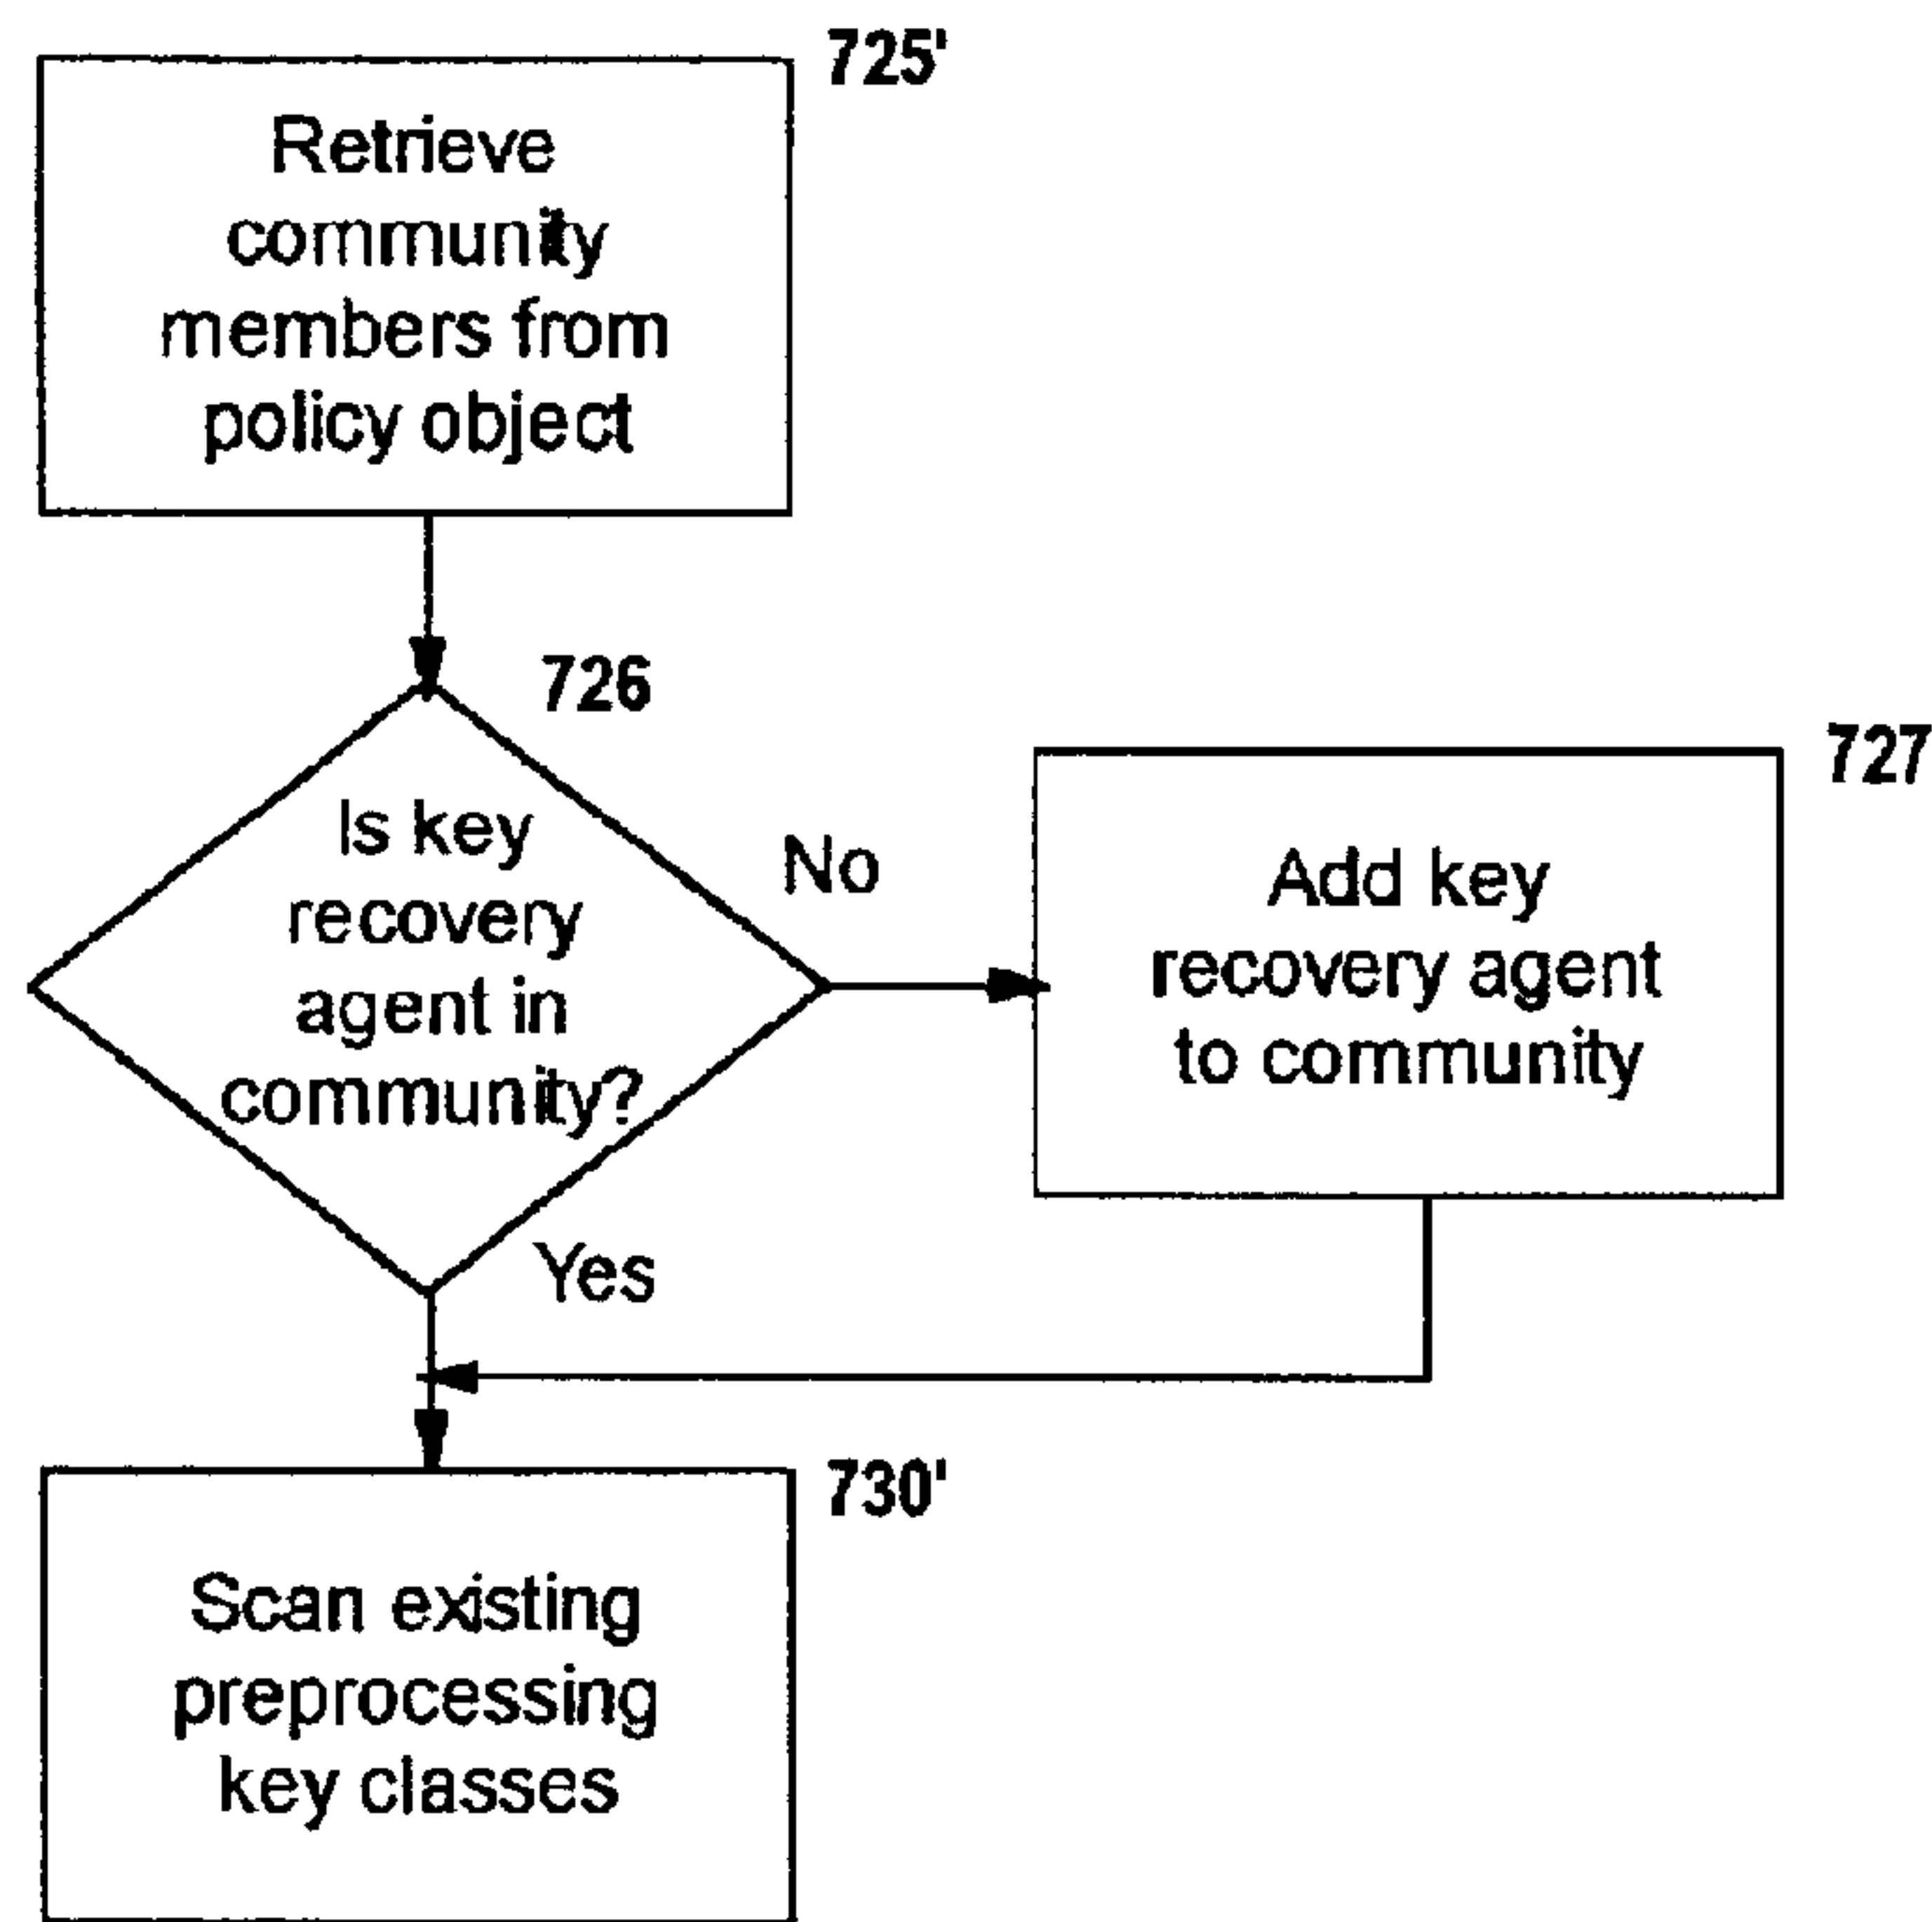 725'
Retrieve
community
members from
policy object
726
Is key
recovery
agent in
community?
No
727
Add key
recovery agent
to community
Yes
730'
Scan existing
preprocessing
key classes